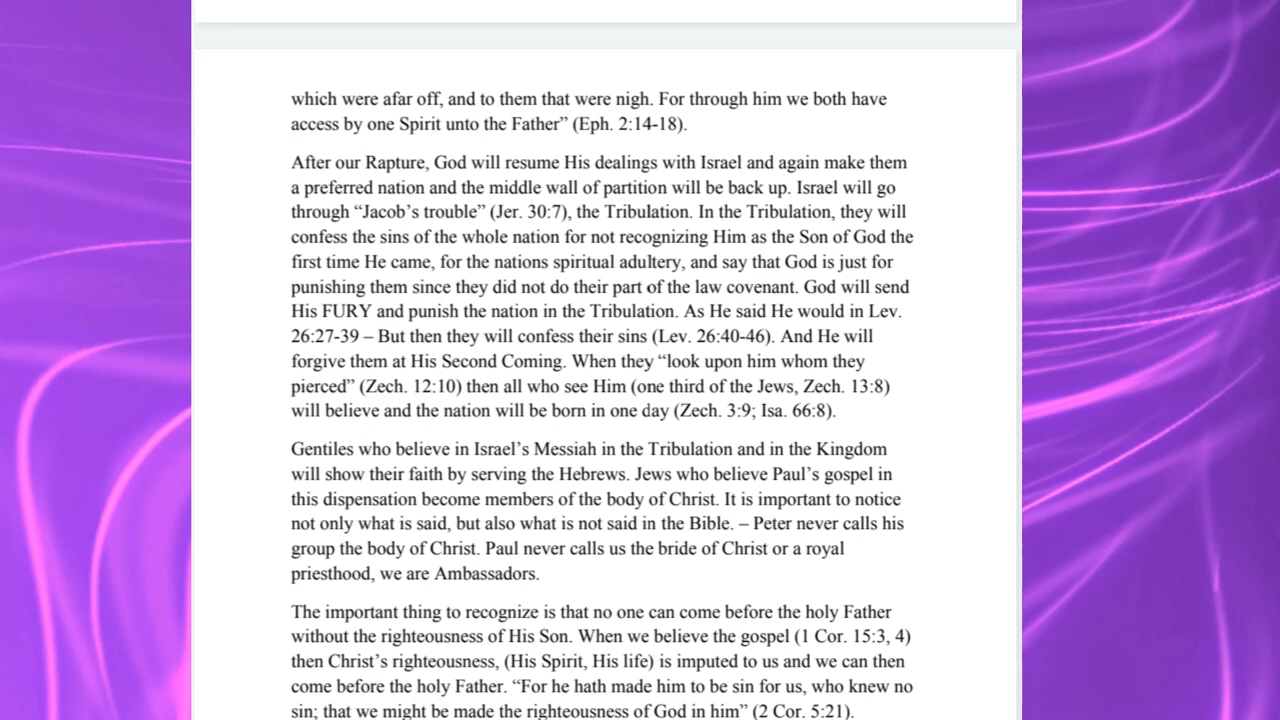 which were afar off, and to them that were nigh. For through him we both have
access by one Spirit unto the Father” (Eph. 2:14-18).
After our Rapture, God will resume His dealings with Israel and again make them
a preferred nation and the middle wall of partition will be back up. Israel will go
through “Jacob’s trouble” (Jer. 30:7), the Tribulation. In the Tribulation, they will
confess the sins of the whole nation for not recognizing Him as the Son of God the
first time He came, for the nations spiritual adultery, and say that God is just for
punishing them since they did not do their part of the law covenant. God will send
His FURY and punish the nation in the Tribulation. As He said He would in Lev.
26:27-39 – But then they will confess their sins (Lev. 26:40-46). And He will
forgive them at His Second Coming. When they “look upon him whom they
pierced” (Zech. 12:10) then all who see Him (one third of the Jews, Zech. 13:8)
will believe and the nation will be born in one day (Zech. 3:9; Isa. 66:8).
Gentiles who believe in Israel’s Messiah in the Tribulation and in the Kingdom
will show their faith by serving the Hebrews. Jews who believe Paul’s gospel in
this dispensation become members of the body of Christ. It is important to notice
not only what is said, but also what is not said in the Bible. – Peter never calls his
group the body of Christ. Paul never calls us the bride of Christ or a royal
priesthood, we are Ambassadors.
The important thing to recognize is that no one can come before the holy Father
without the righteousness of His Son. When we believe the gospel (1 Cor. 15:3, 4)
then Christ’s righteousness, (His Spirit, His life) is imputed to us and we can then
come before the holy Father. “For he hath made him to be sin for us, who knew no
sin; that we might be made the righteousness of God in him” (2 Cor. 5:21).